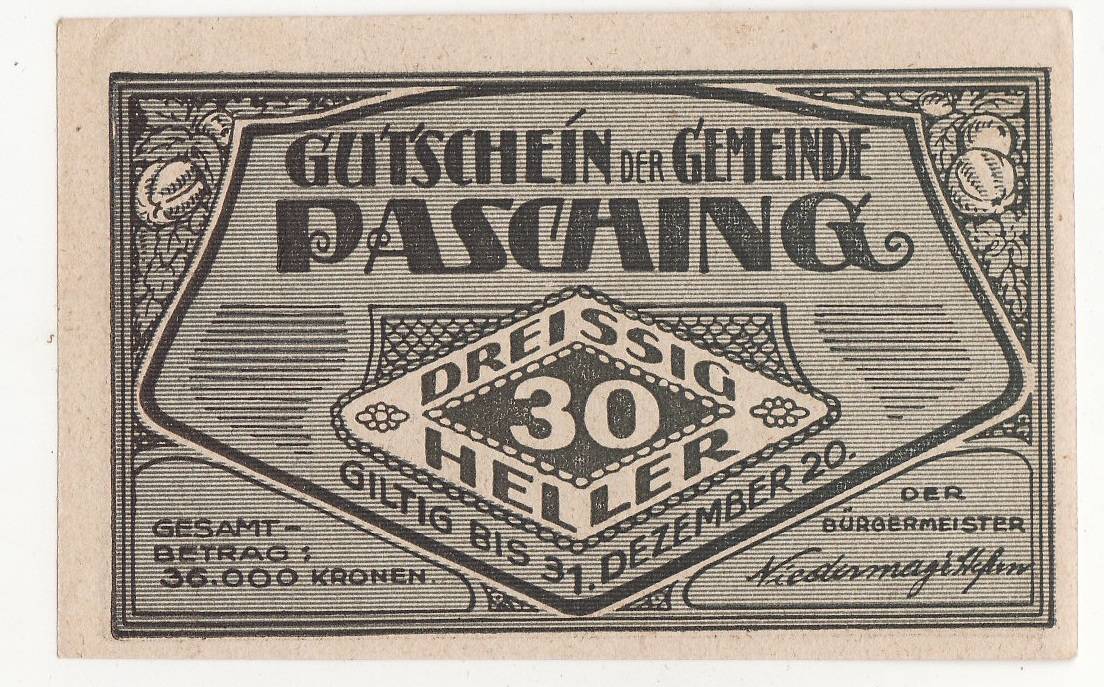 GUTSCHEIN DER GEMEINDE
PASCHING
DREISSIG
30
HELLER
GILTIG BIS 31. DEZEMBER 20.
GESAMT-
BETRAG:
36.000 KRONEN.
DER
BÜRGERMEISTER